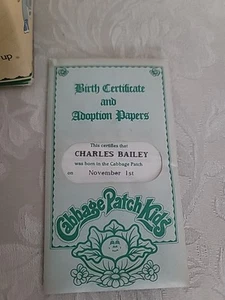 Birth Certificate
and
Adoption Papers
This certifies that
CHARLES BAILEY
was born in the Cabbage Patch
on November 1st
Cabbage Patch Kids
up